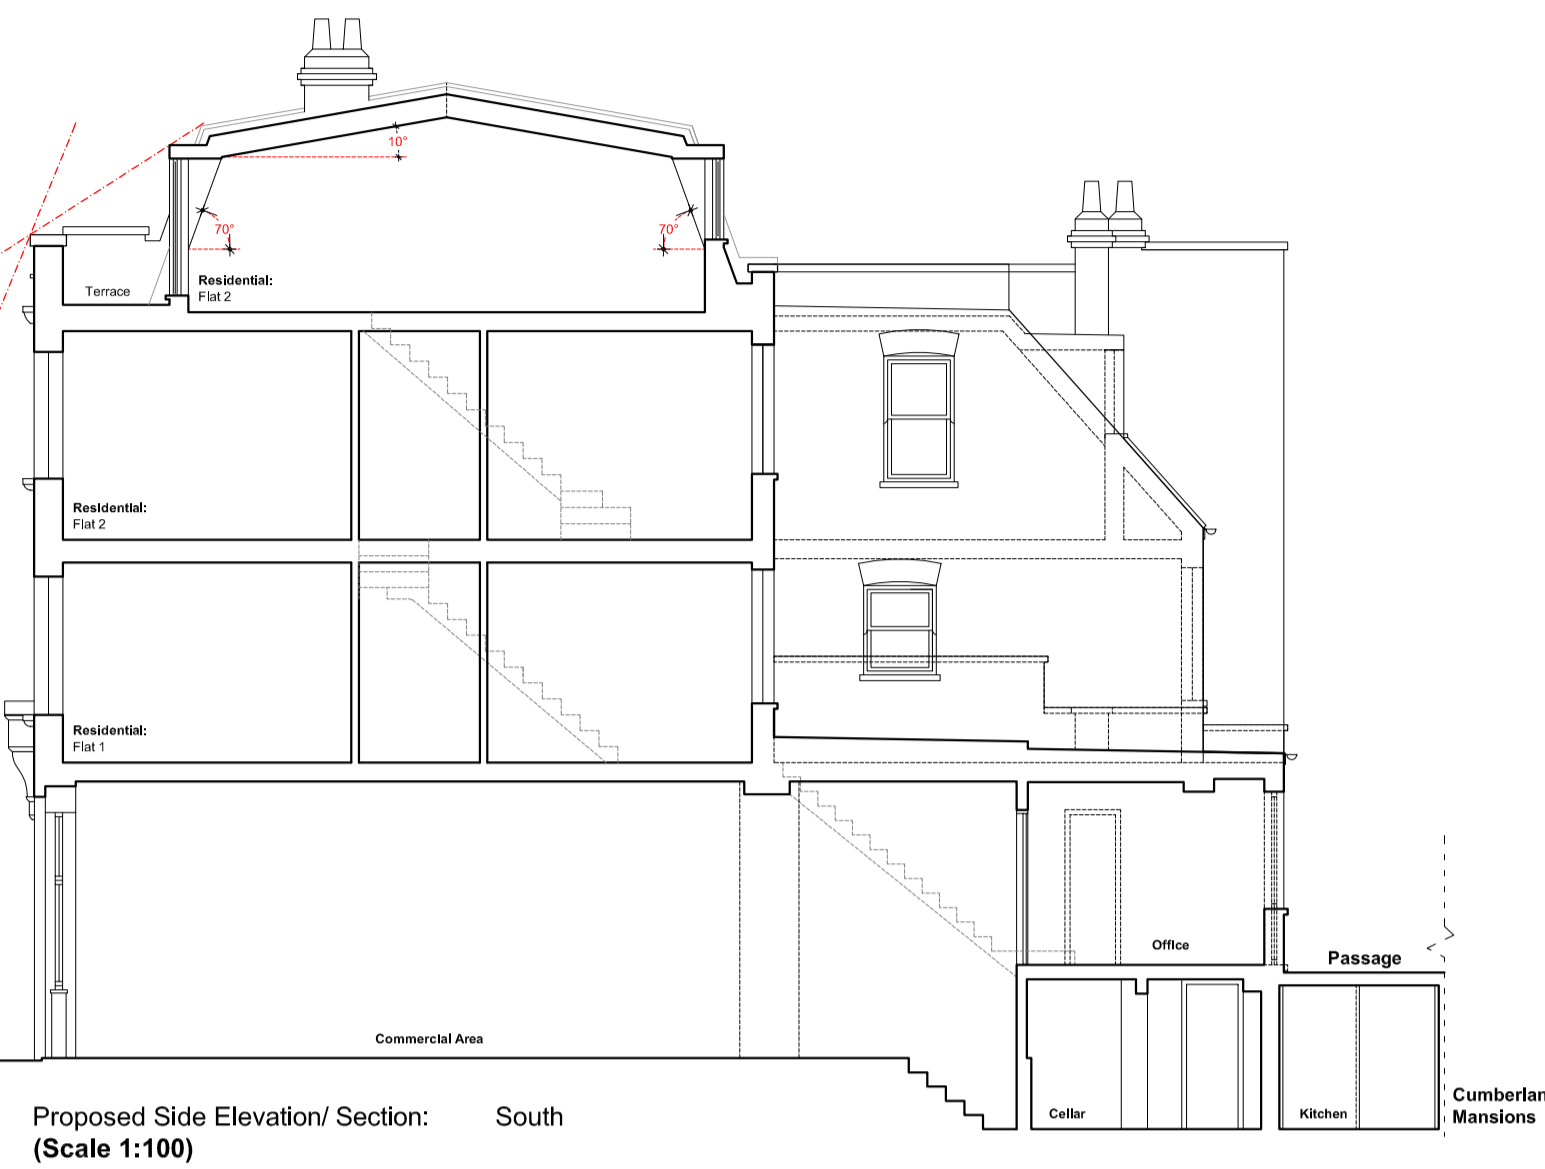 10°
70°
70°
Residential:
Flat 2
Terrace
Residential:
Flat 2
Residential:
Flat 1
Office
Passage
Commercial Area
Cellar
Kitchen
Cumberlan
Mansions
Proposed Side Elevation/ Section: South
(Scale 1:100)